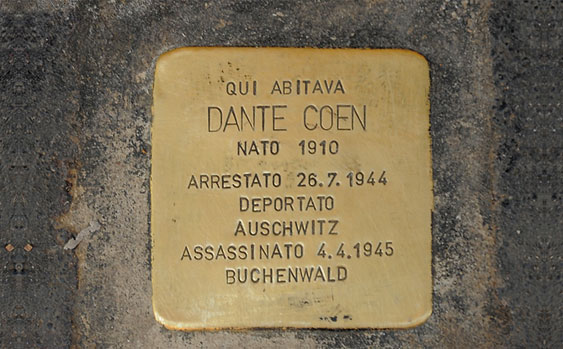 QUI ABITAVA
DANTE COEN
NATO 1910
ARRESTATO 26.7.1944
DEPORTATO
AUSCHWITZ
ASSASSINATO 4.4.1945
BUCHENWALD